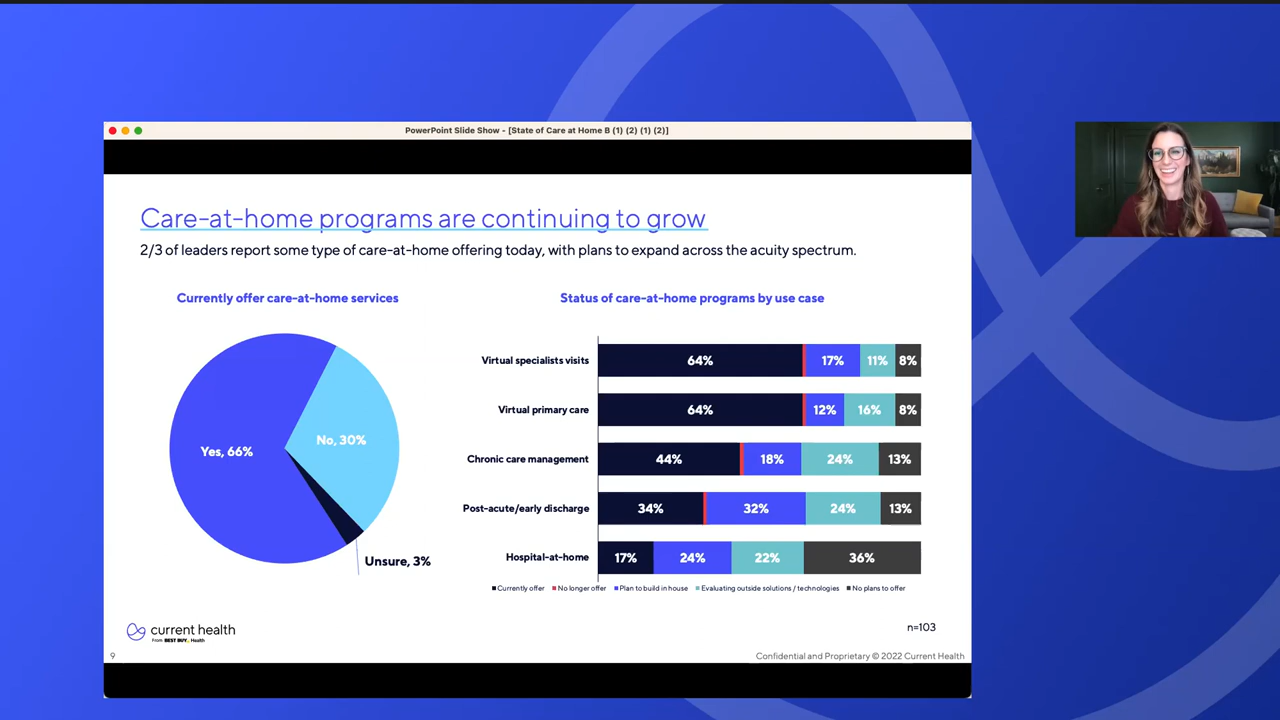 PowerPoint Slide Show - [State of Care at Home B (1) (2) (1) (2)]
Care-at-home programs are continuing to grow
2/3 of leaders report some type of care-at-home offering today, with plans to expand across the acuity spectrum.
Currently offer care-at-home services
Yes, 66%
No, 30%
Unsure, 3%
Status of care-at-home programs by use case
Virtual specialists visits 64% 17% 11% 8%
Virtual primary care 64% 12% 16% 8%
Chronic care management 44% 18% 24% 13%
Post-acute/early discharge 34% 32% 24% 13%
Hospital-at-home 17% 24% 22% 36%
Currently offer No longer offer Plan to build in house Evaluating outside solutions / technologies No plans to offer
current health
From BEST BUY Health
n=103
9
Confidential and Proprietary © 2022 Current Health